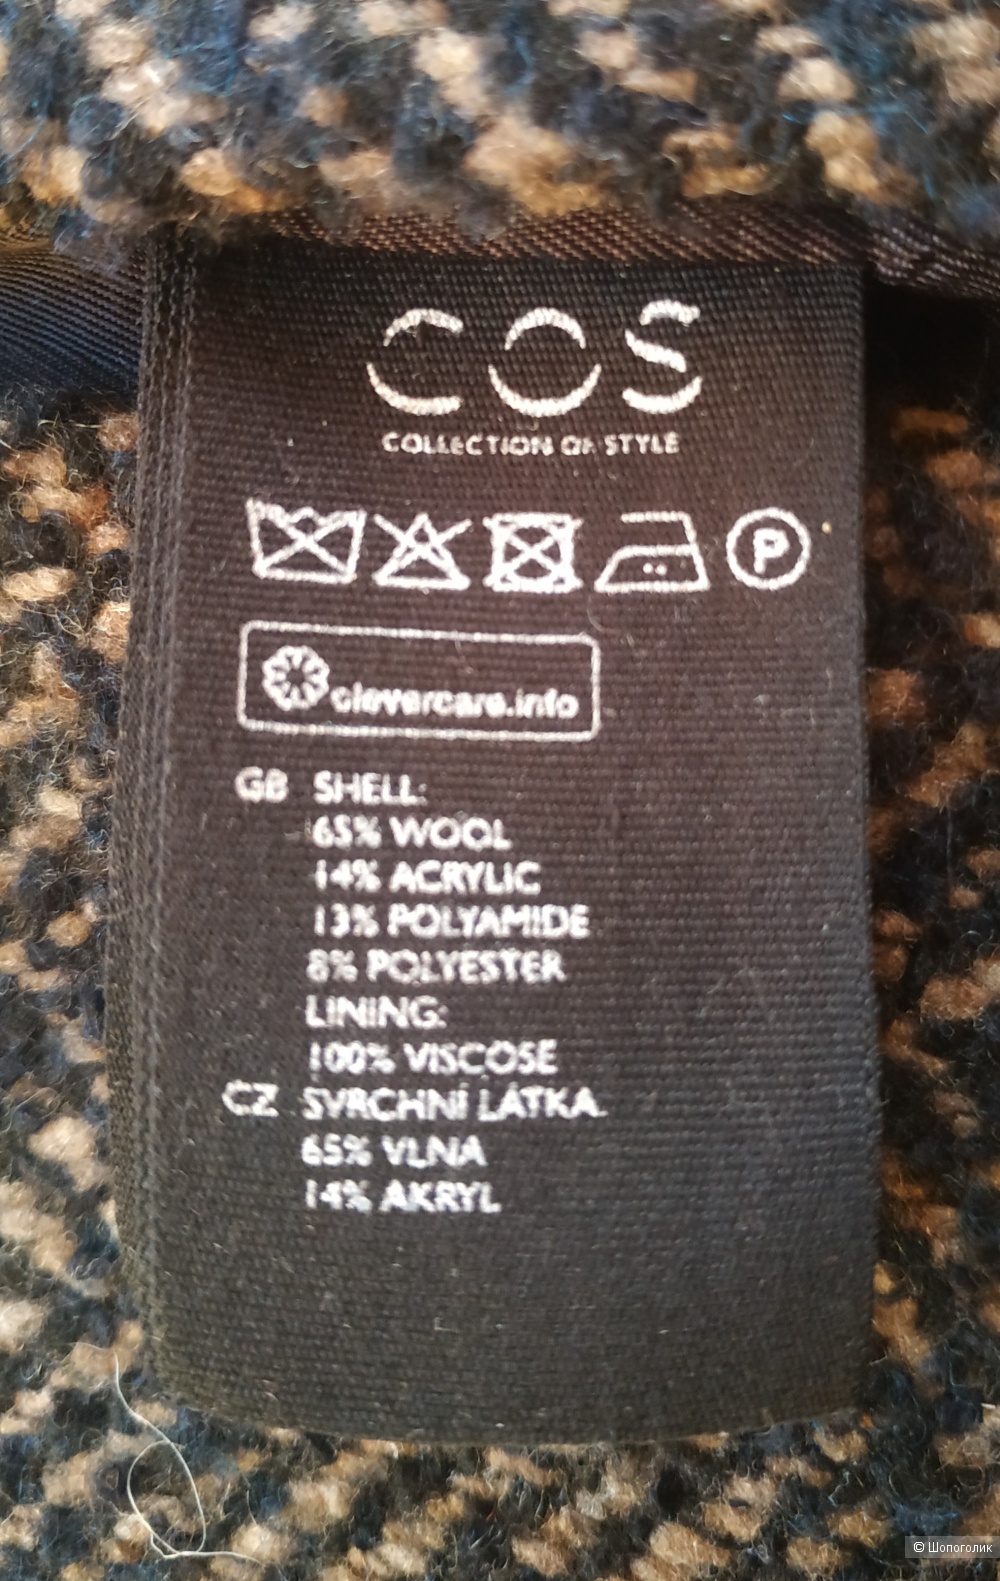 COS
COLLECTION OF STYLE
P
clevercare.info
GB SHELL:
65% WOOL
14% ACRYLIC
13% POLYAMIDE
8% POLYESTER
LINING:
100% VISCOSE
CZ SVRCHNÍ LÁTKA:
65% VLNA
14% AKRYL
© Шопоголик